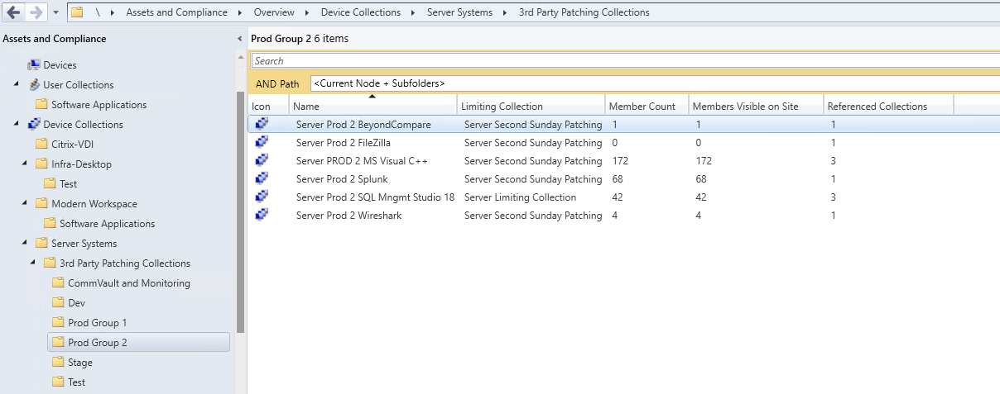 \ Assets and Compliance Overview Device Collections Server Systems 3rd Party Patching Collections
Assets and Compliance
Devices
User Collections
Software Applications
Device Collections
Citrix-VDI
Infra-Desktop
Test
Modern Workspace
Software Applications
Server Systems
3rd Party Patching Collections
CommVault and Monitoring
Dev
Prod Group 1
Prod Group 2
Stage
Test
Prod Group 2 6 items
Search
AND Path <Current Node + Subfolders>
Icon Name Limiting Collection Member Count Members Visible on Site Referenced Collections
Server Prod 2 BeyondCompare Server Second Sunday Patching 1 1 1
Server Prod 2 FileZilla Server Second Sunday Patching 0 0 1
Server PROD 2 MS Visual C++ Server Second Sunday Patching 172 172 3
Server Prod 2 Splunk Server Second Sunday Patching 68 68 1
Server Prod 2 SQL Mngmt Studio 18 Server Limiting Collection 42 42 3
Server Prod 2 Wireshark Server Second Sunday Patching 4 4 1